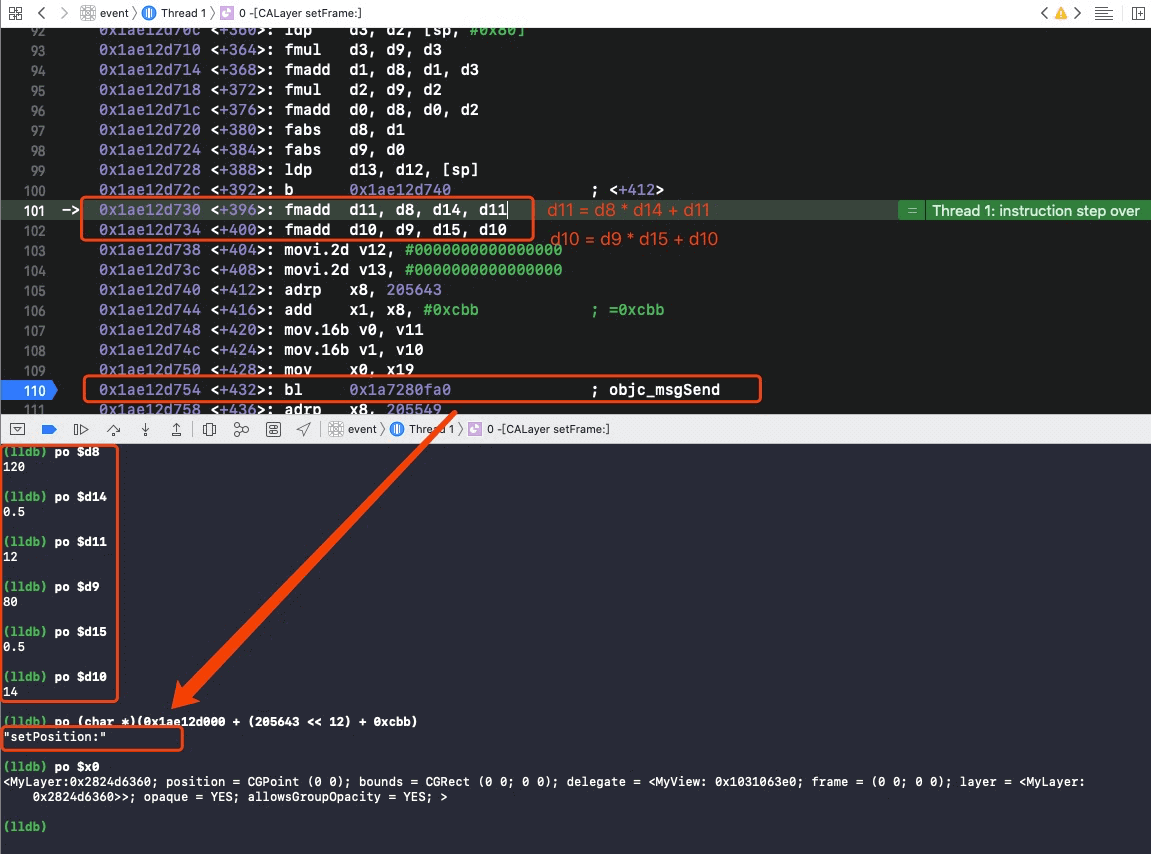 event Thread 1 0 -[CALayer setFrame:]
92 0x1ae12d70c <+360>: ldp d3, d2, [sp, #0x80]
93 0x1ae12d710 <+364>: fmul d3, d9, d3
94 0x1ae12d714 <+368>: fmadd d1, d8, d1, d3
95 0x1ae12d718 <+372>: fmul d2, d9, d2
96 0x1ae12d71c <+376>: fmadd d0, d8, d0, d2
97 0x1ae12d720 <+380>: fabs d8, d1
98 0x1ae12d724 <+384>: fabs d9, d0
99 0x1ae12d728 <+388>: ldp d13, d12, [sp]
100 0x1ae12d72c <+392>: b 0x1ae12d740 ; <+412>
101 -> 0x1ae12d730 <+396>: fmadd d11, d8, d14, d11 d11 = d8 * d14 + d11 = Thread 1: instruction step over
102 0x1ae12d734 <+400>: fmadd d10, d9, d15, d10 d10 = d9 * d15 + d10
103 0x1ae12d738 <+404>: movi.2d v12, #0000000000000000
104 0x1ae12d73c <+408>: movi.2d v13, #0000000000000000
105 0x1ae12d740 <+412>: adrp x8, 205643
106 0x1ae12d744 <+416>: add x1, x8, #0xcbb ; =0xcbb
107 0x1ae12d748 <+420>: mov.16b v0, v11
108 0x1ae12d74c <+424>: mov.16b v1, v10
109 0x1ae12d750 <+428>: mov x0, x19
110 0x1ae12d754 <+432>: bl 0x1a7280fa0 ; objc_msgSend
111 0x1ae12d758 <+436>: adrp x8, 205549
event Thread 1 0 -[CALayer setFrame:]
(lldb) po $d8
120
(lldb) po $d14
0.5
(lldb) po $d11
12
(lldb) po $d9
80
(lldb) po $d15
0.5
(lldb) po $d10
14
(lldb) po (char *)(0x1ae12d000 + (205643 << 12) + 0xcbb)
"setPosition:"
(lldb) po $x0
<MyLayer:0x2824d6360; position = CGPoint (0 0); bounds = CGRect (0 0; 0 0); delegate = <MyView: 0x1031063e0; frame = (0 0; 0 0); layer = <MyLayer:
0x2824d6360>>; opaque = YES; allowsGroupOpacity = YES; >
(lldb)